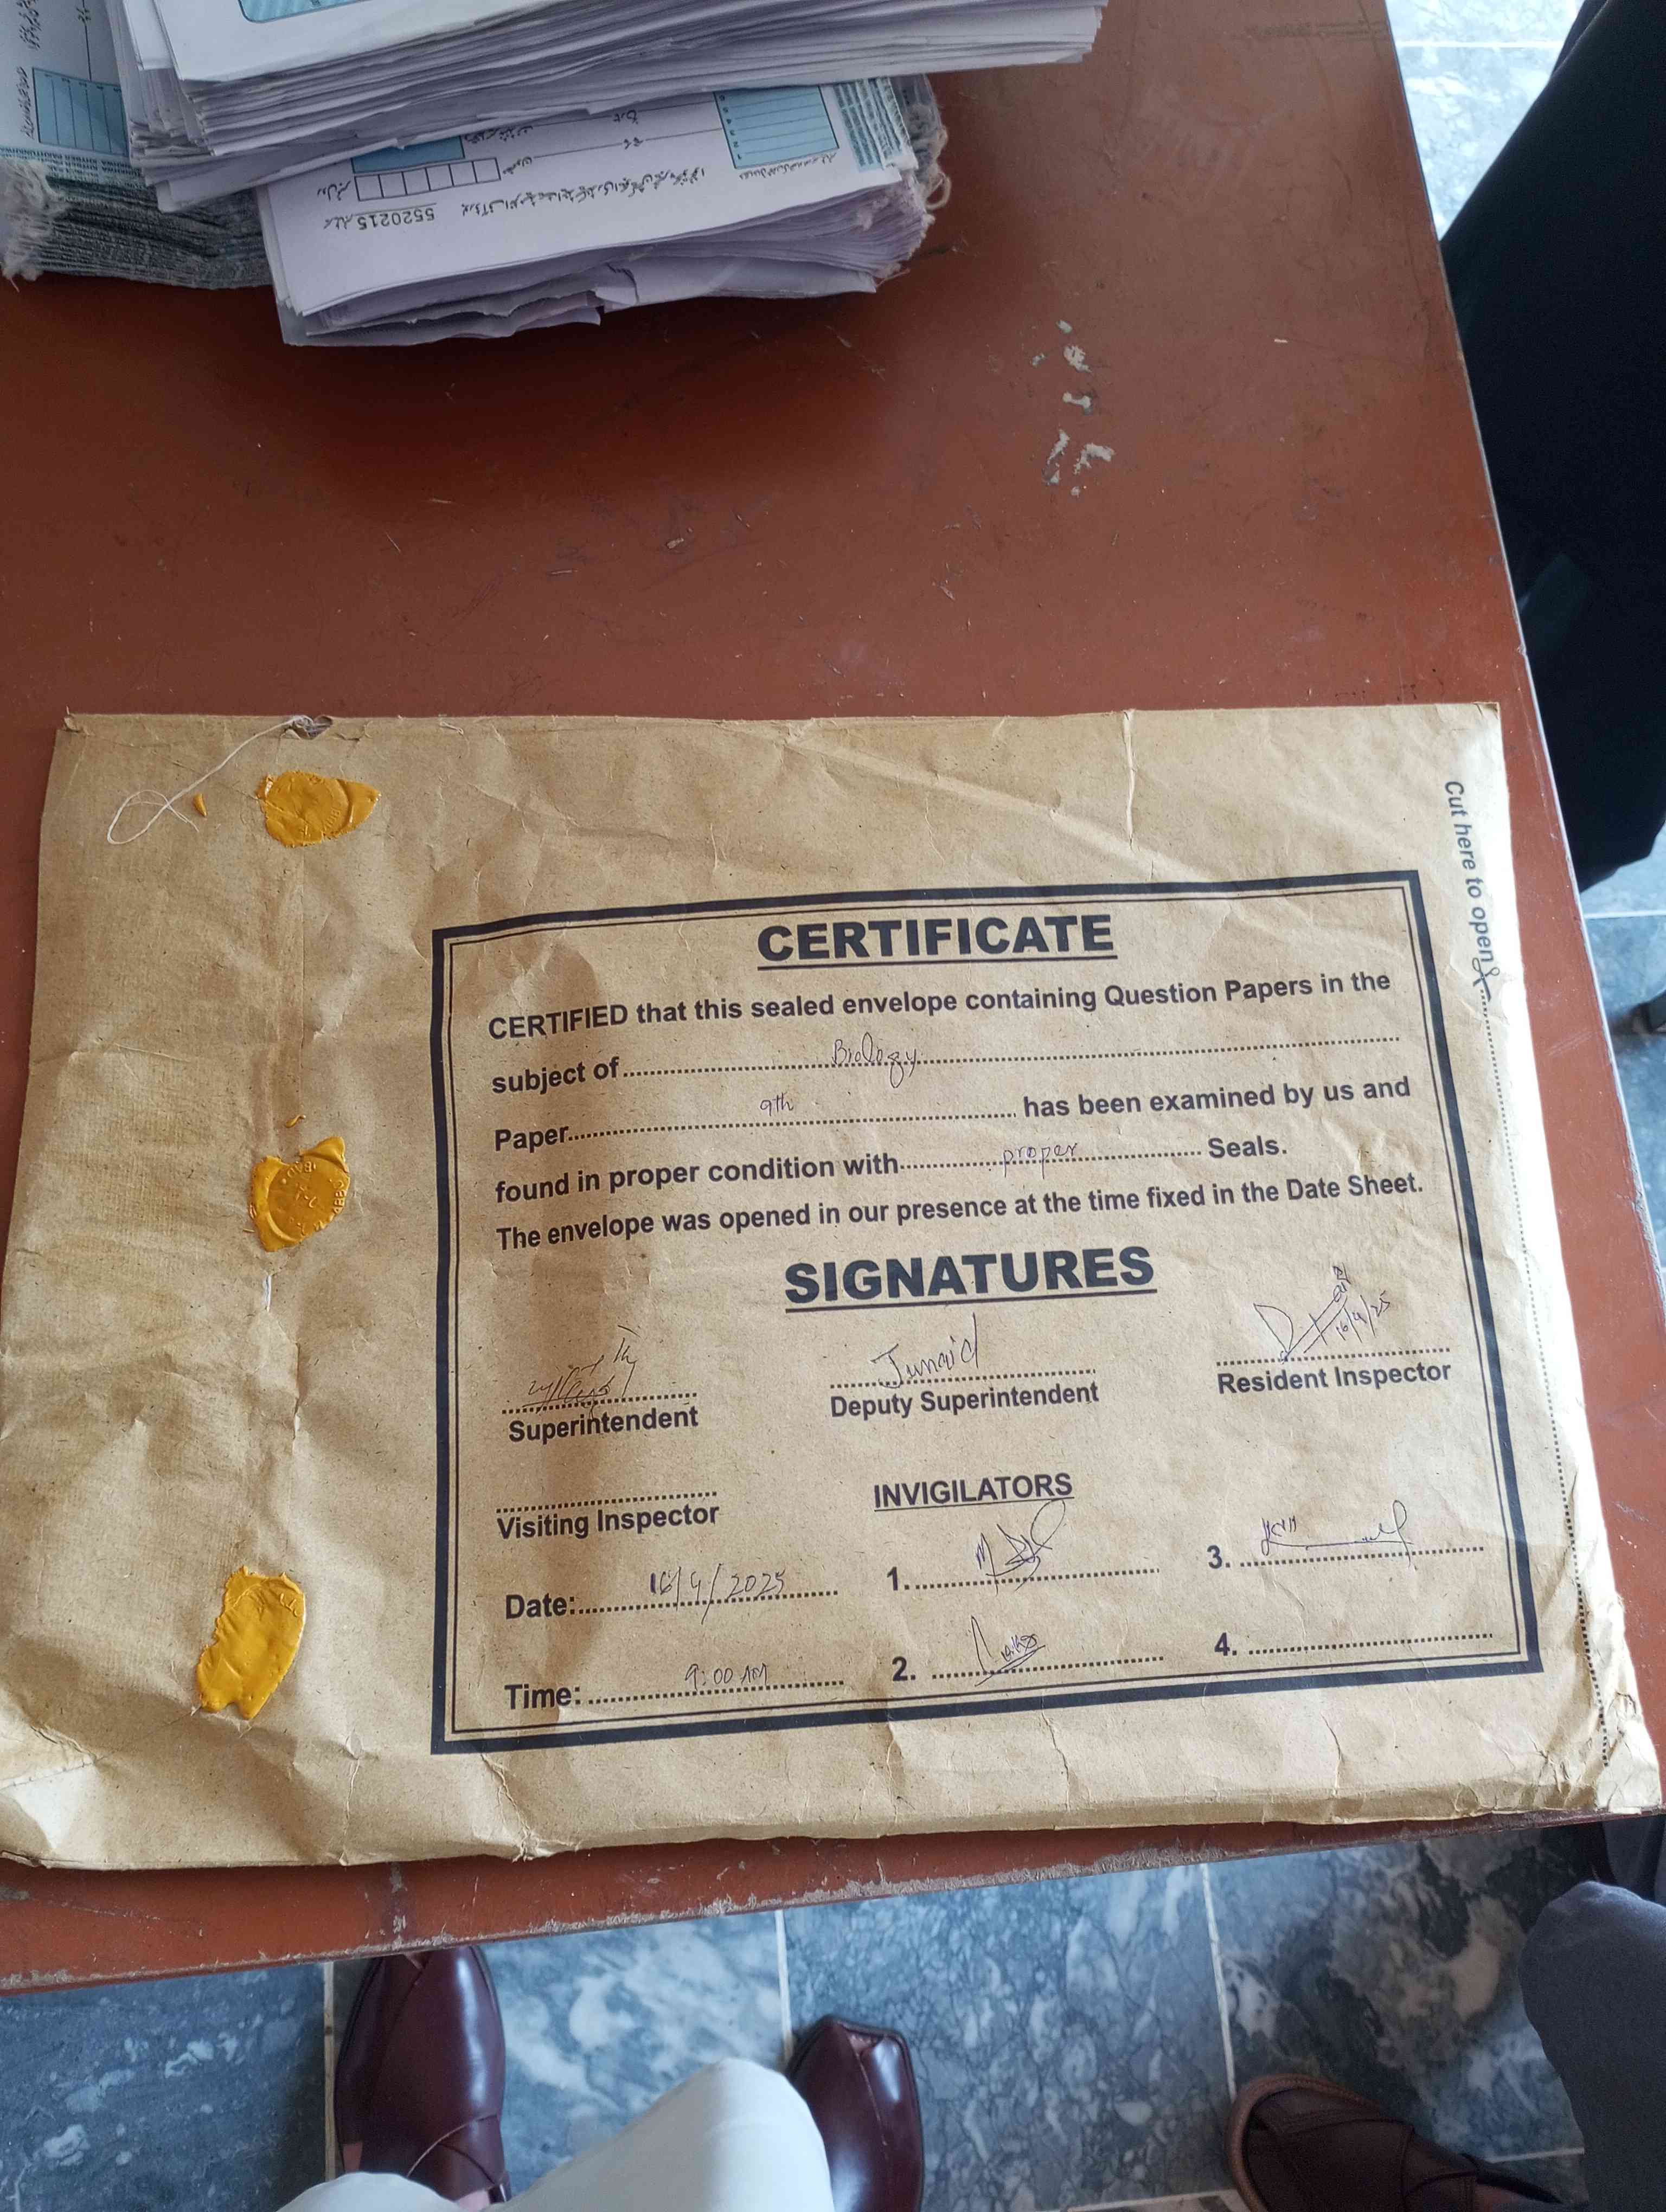 5520215
Cut here to open
CERTIFICATE
CERTIFIED that this sealed envelope containing Question Papers in the
subject of Biology
Paper 9th has been examined by us and
found in proper condition with proper Seals.
The envelope was opened in our presence at the time fixed in the Date Sheet.
SIGNATURES
Junaid
16/4/25
Superintendent
Deputy Superintendent
Resident Inspector
Visiting Inspector
INVIGILATORS
Date: 16/4/2025
1.
3.
Time: 9:00 AM
2.
4.